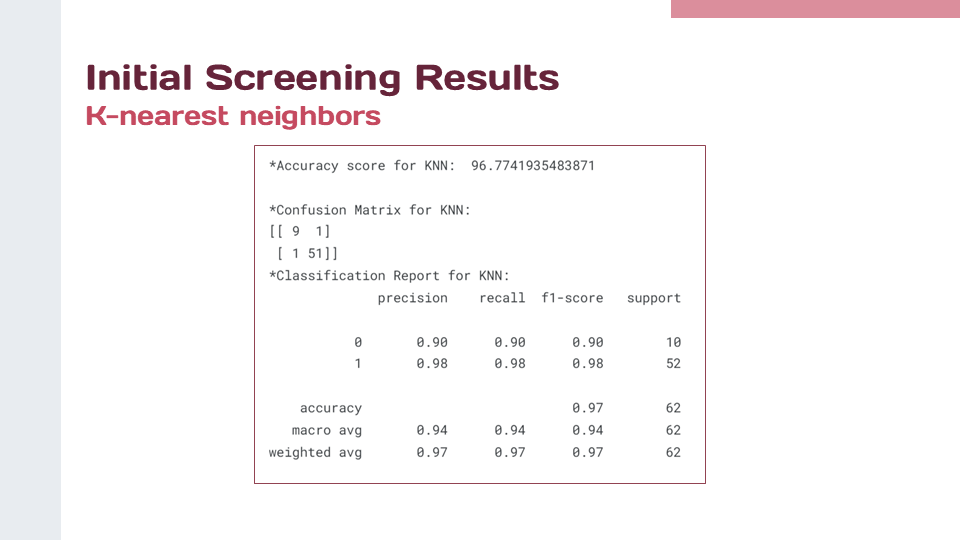 Initial Screening Results
K-nearest neighbors
*Accuracy score for KNN:  96.7741935483871
*Confusion Matrix for KNN:
[[ 9  1]
 [ 1 51]]
*Classification Report for KNN:
              precision    recall  f1-score   support
           0       0.90      0.90      0.90        10
           1       0.98      0.98      0.98        52
    accuracy                           0.97        62
   macro avg       0.94      0.94      0.94        62
weighted avg       0.97      0.97      0.97        62